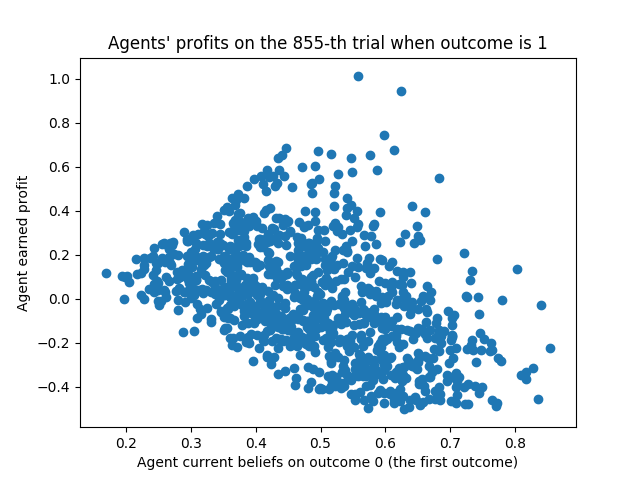 Agents' profits on the 855-th trial when outcome is 1
1.0
0.8
0.6
0.4
0.2
0.0
−0.2
−0.4
Agent earned profit
0.2 0.3 0.4 0.5 0.6 0.7 0.8
Agent current beliefs on outcome 0 (the first outcome)